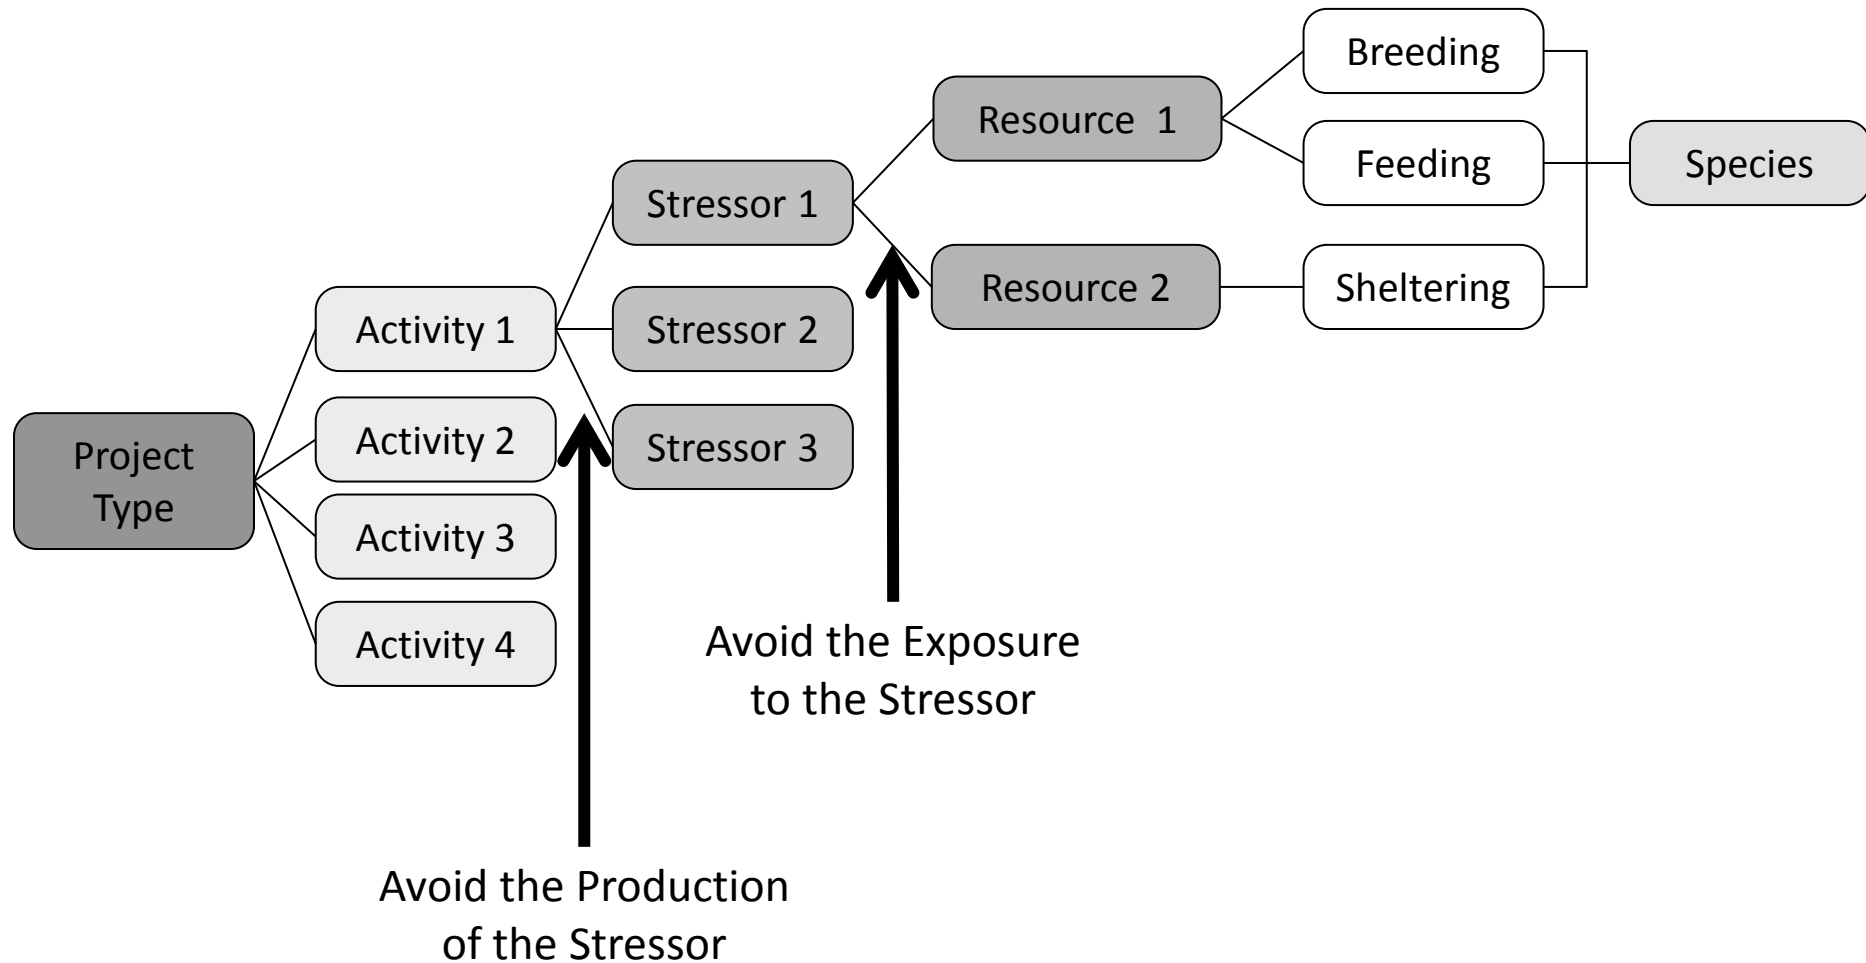 Project
Type
Activity 1
Activity 2
Activity 3
Activity 4
Stressor 1
Stressor 2
Stressor 3
Resource 1
Resource 2
Breeding
Feeding
Sheltering
Species
Avoid the Exposure
to the Stressor
Avoid the Production
of the Stressor